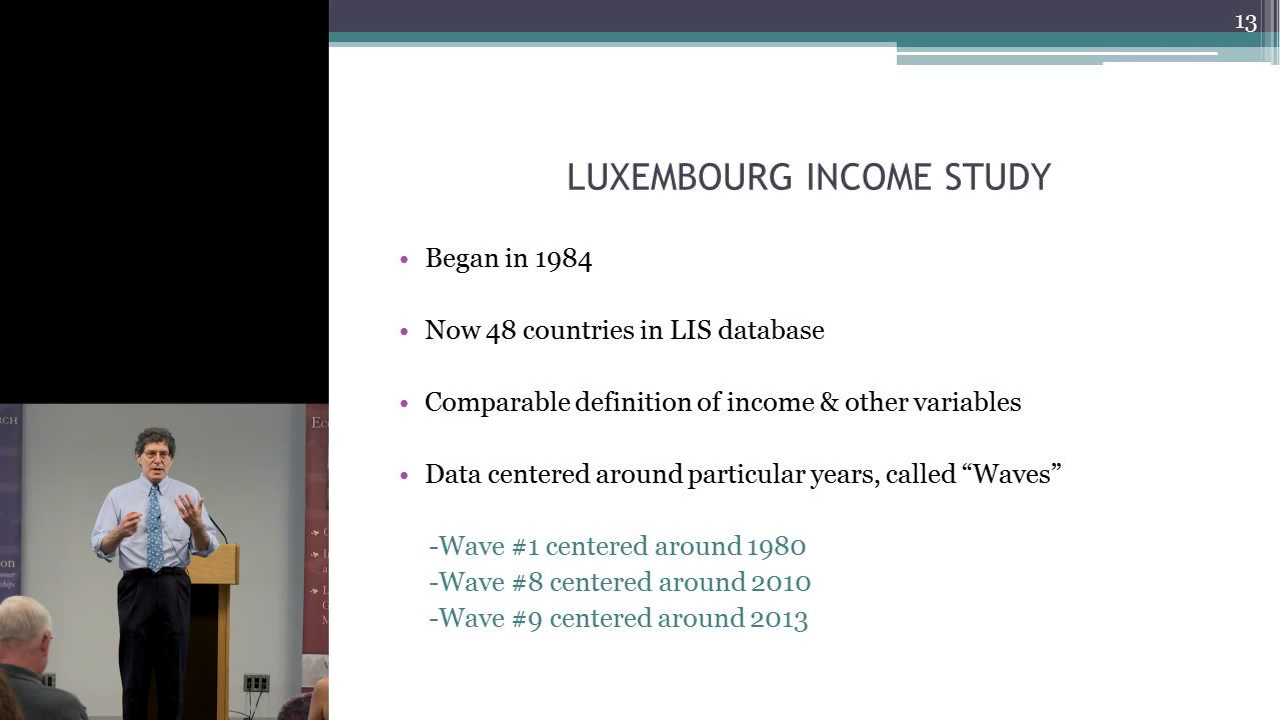 13
LUXEMBOURG INCOME STUDY
• Began in 1984
• Now 48 countries in LIS database
• Comparable definition of income & other variables
• Data centered around particular years, called “Waves”
-Wave #1 centered around 1980
-Wave #8 centered around 2010
-Wave #9 centered around 2013